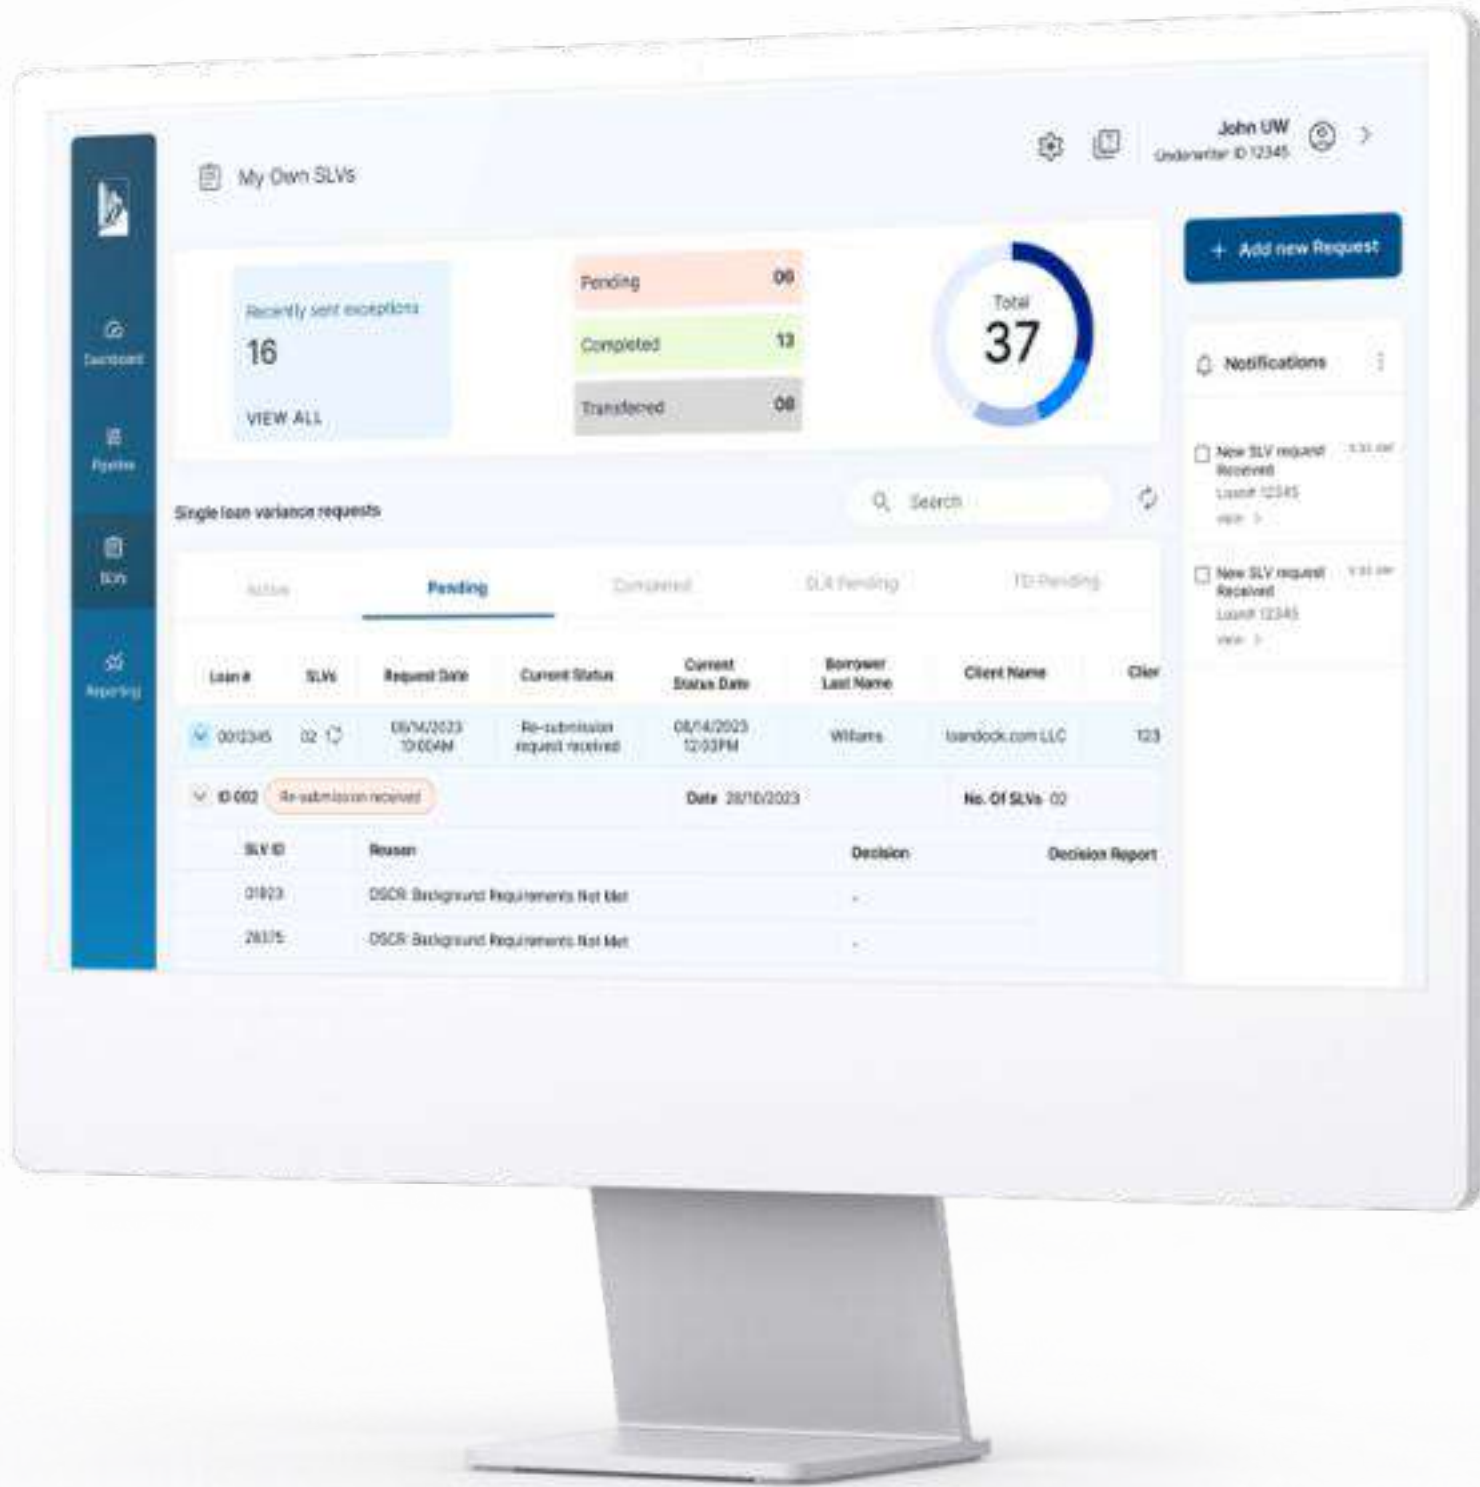 My Own SLVs
John UW
Underwriter ID 12345
Recently sent exceptions
16
VIEW ALL
Pending 06
Completed 13
Transferred 08
Total
37
+ Add new Request
Dashboard
Pipeline
SLVs
Reporting
Notifications
New SLV request
Received
Loan# 12345
New SLV request
Received
Loan# 12345
Single loan variance requests
Search
Active Pending Completed SLR Pending TD Pending
Loan # SLVs Request Date Current Status Current Status Date Borrower Last Name Client Name Clien
0012345 02 08/14/2023 10:00AM Re-submission request received 08/14/2023 12:03PM Williams loandock.com LLC 123
ID 002 Re-submission received Date 28/10/2023 No. Of SLVs 02
SLV ID Reason Decision Decision Report
01823 DSCR: Background Requirements Not Met -
28375 DSCR: Background Requirements Not Met -